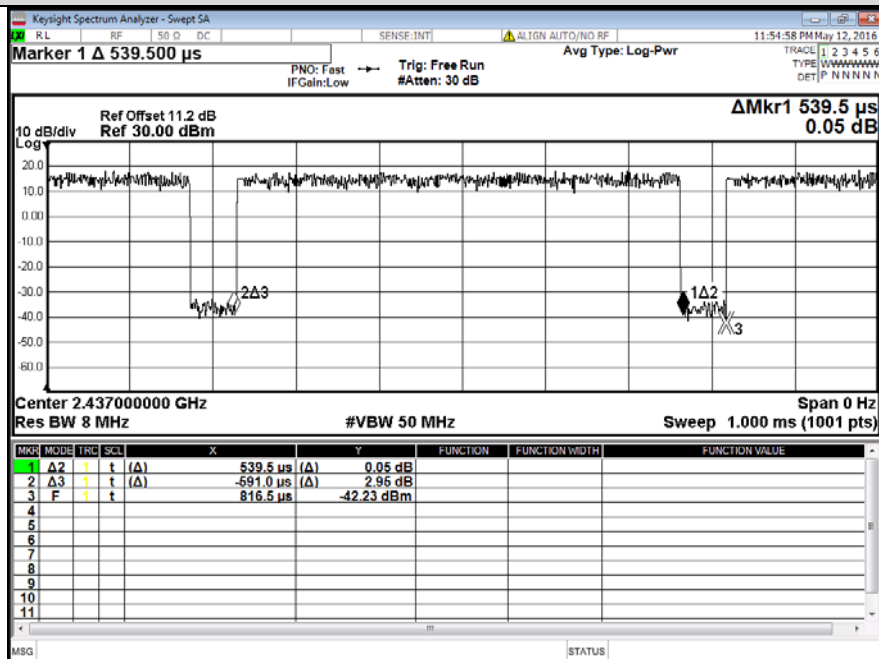 Keysight Spectrum Analyzer - Swept SA
LXI RL RF 50 Ω DC SENSE:INT ALIGN AUTO/NO RF 11:54:58 PM May 12, 2016
Marker 1 Δ 539.500 µs
PNO: Fast
IFGain:Low
Trig: Free Run
#Atten: 30 dB
Avg Type: Log-Pwr
TRACE 1 2 3 4 5 6
TYPE WWWWWW
DET P N N N N N
ΔMkr1 539.5 µs
0.05 dB
Ref Offset 11.2 dB
10 dB/div Ref 30.00 dBm
Log
20.0
10.0
0.00
-10.0
-20.0
-30.0
-40.0
-50.0
-60.0
2Δ3
1Δ2
3
Center 2.437000000 GHz Span 0 Hz
Res BW 8 MHz #VBW 50 MHz Sweep 1.000 ms (1001 pts)
MKR MODE TRC SCL X Y FUNCTION FUNCTION WIDTH FUNCTION VALUE
1 Δ2 1 t (Δ) 539.5 µs (Δ) 0.05 dB
2 Δ3 1 t (Δ) -591.0 µs (Δ) 2.95 dB
3 F 1 t 816.5 µs -42.23 dBm
4
5
6
7
8
9
10
11
MSG STATUS